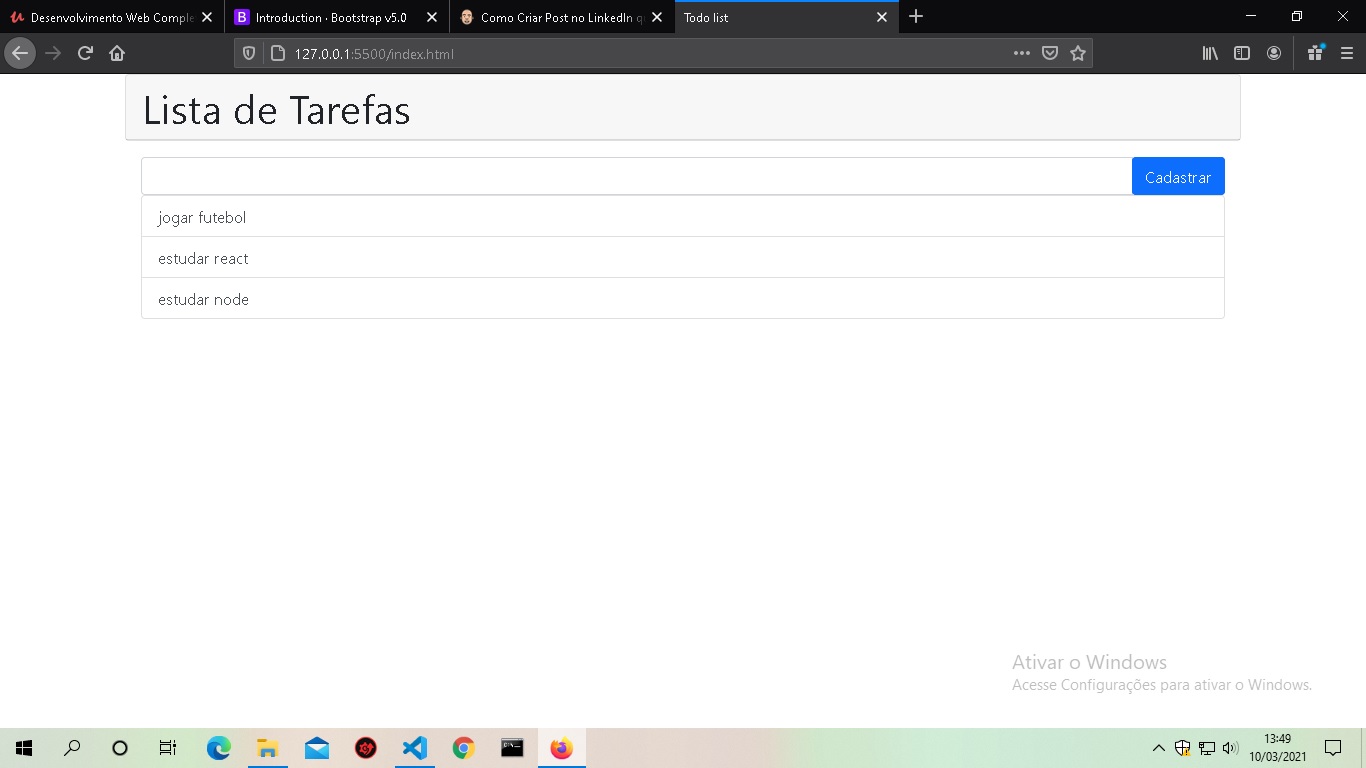 Desenvolvimento Web Comple
Introduction · Bootstrap v5.0
Como Criar Post no LinkedIn q
Todo list
127.0.0.1:5500/index.html
Lista de Tarefas
Cadastrar
jogar futebol
estudar react
estudar node
Ativar o Windows
Acesse Configurações para ativar o Windows.
13:49
10/03/2021